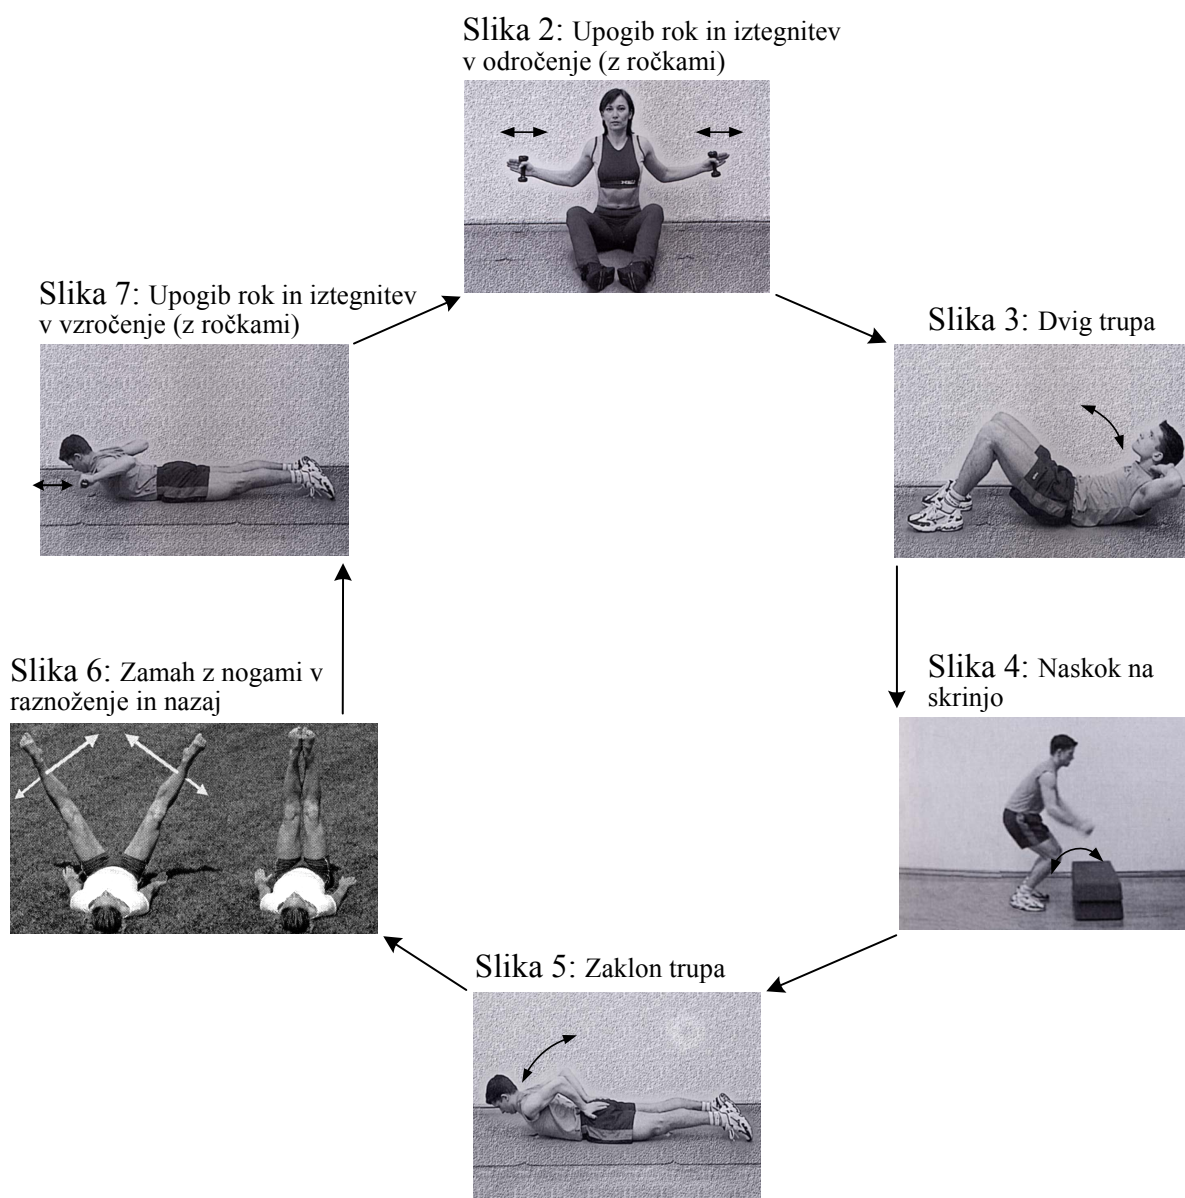 Slika 2: Upogib rok in iztegnitev
v odročenje (z ročkami)
Slika 7: Upogib rok in iztegnitev
v vzročenje (z ročkami)
Slika 3: Dvig trupa
Slika 6: Zamah z nogami v
raznoženje in nazaj
Slika 4: Naskok na
skrinjo
Slika 5: Zaklon trupa